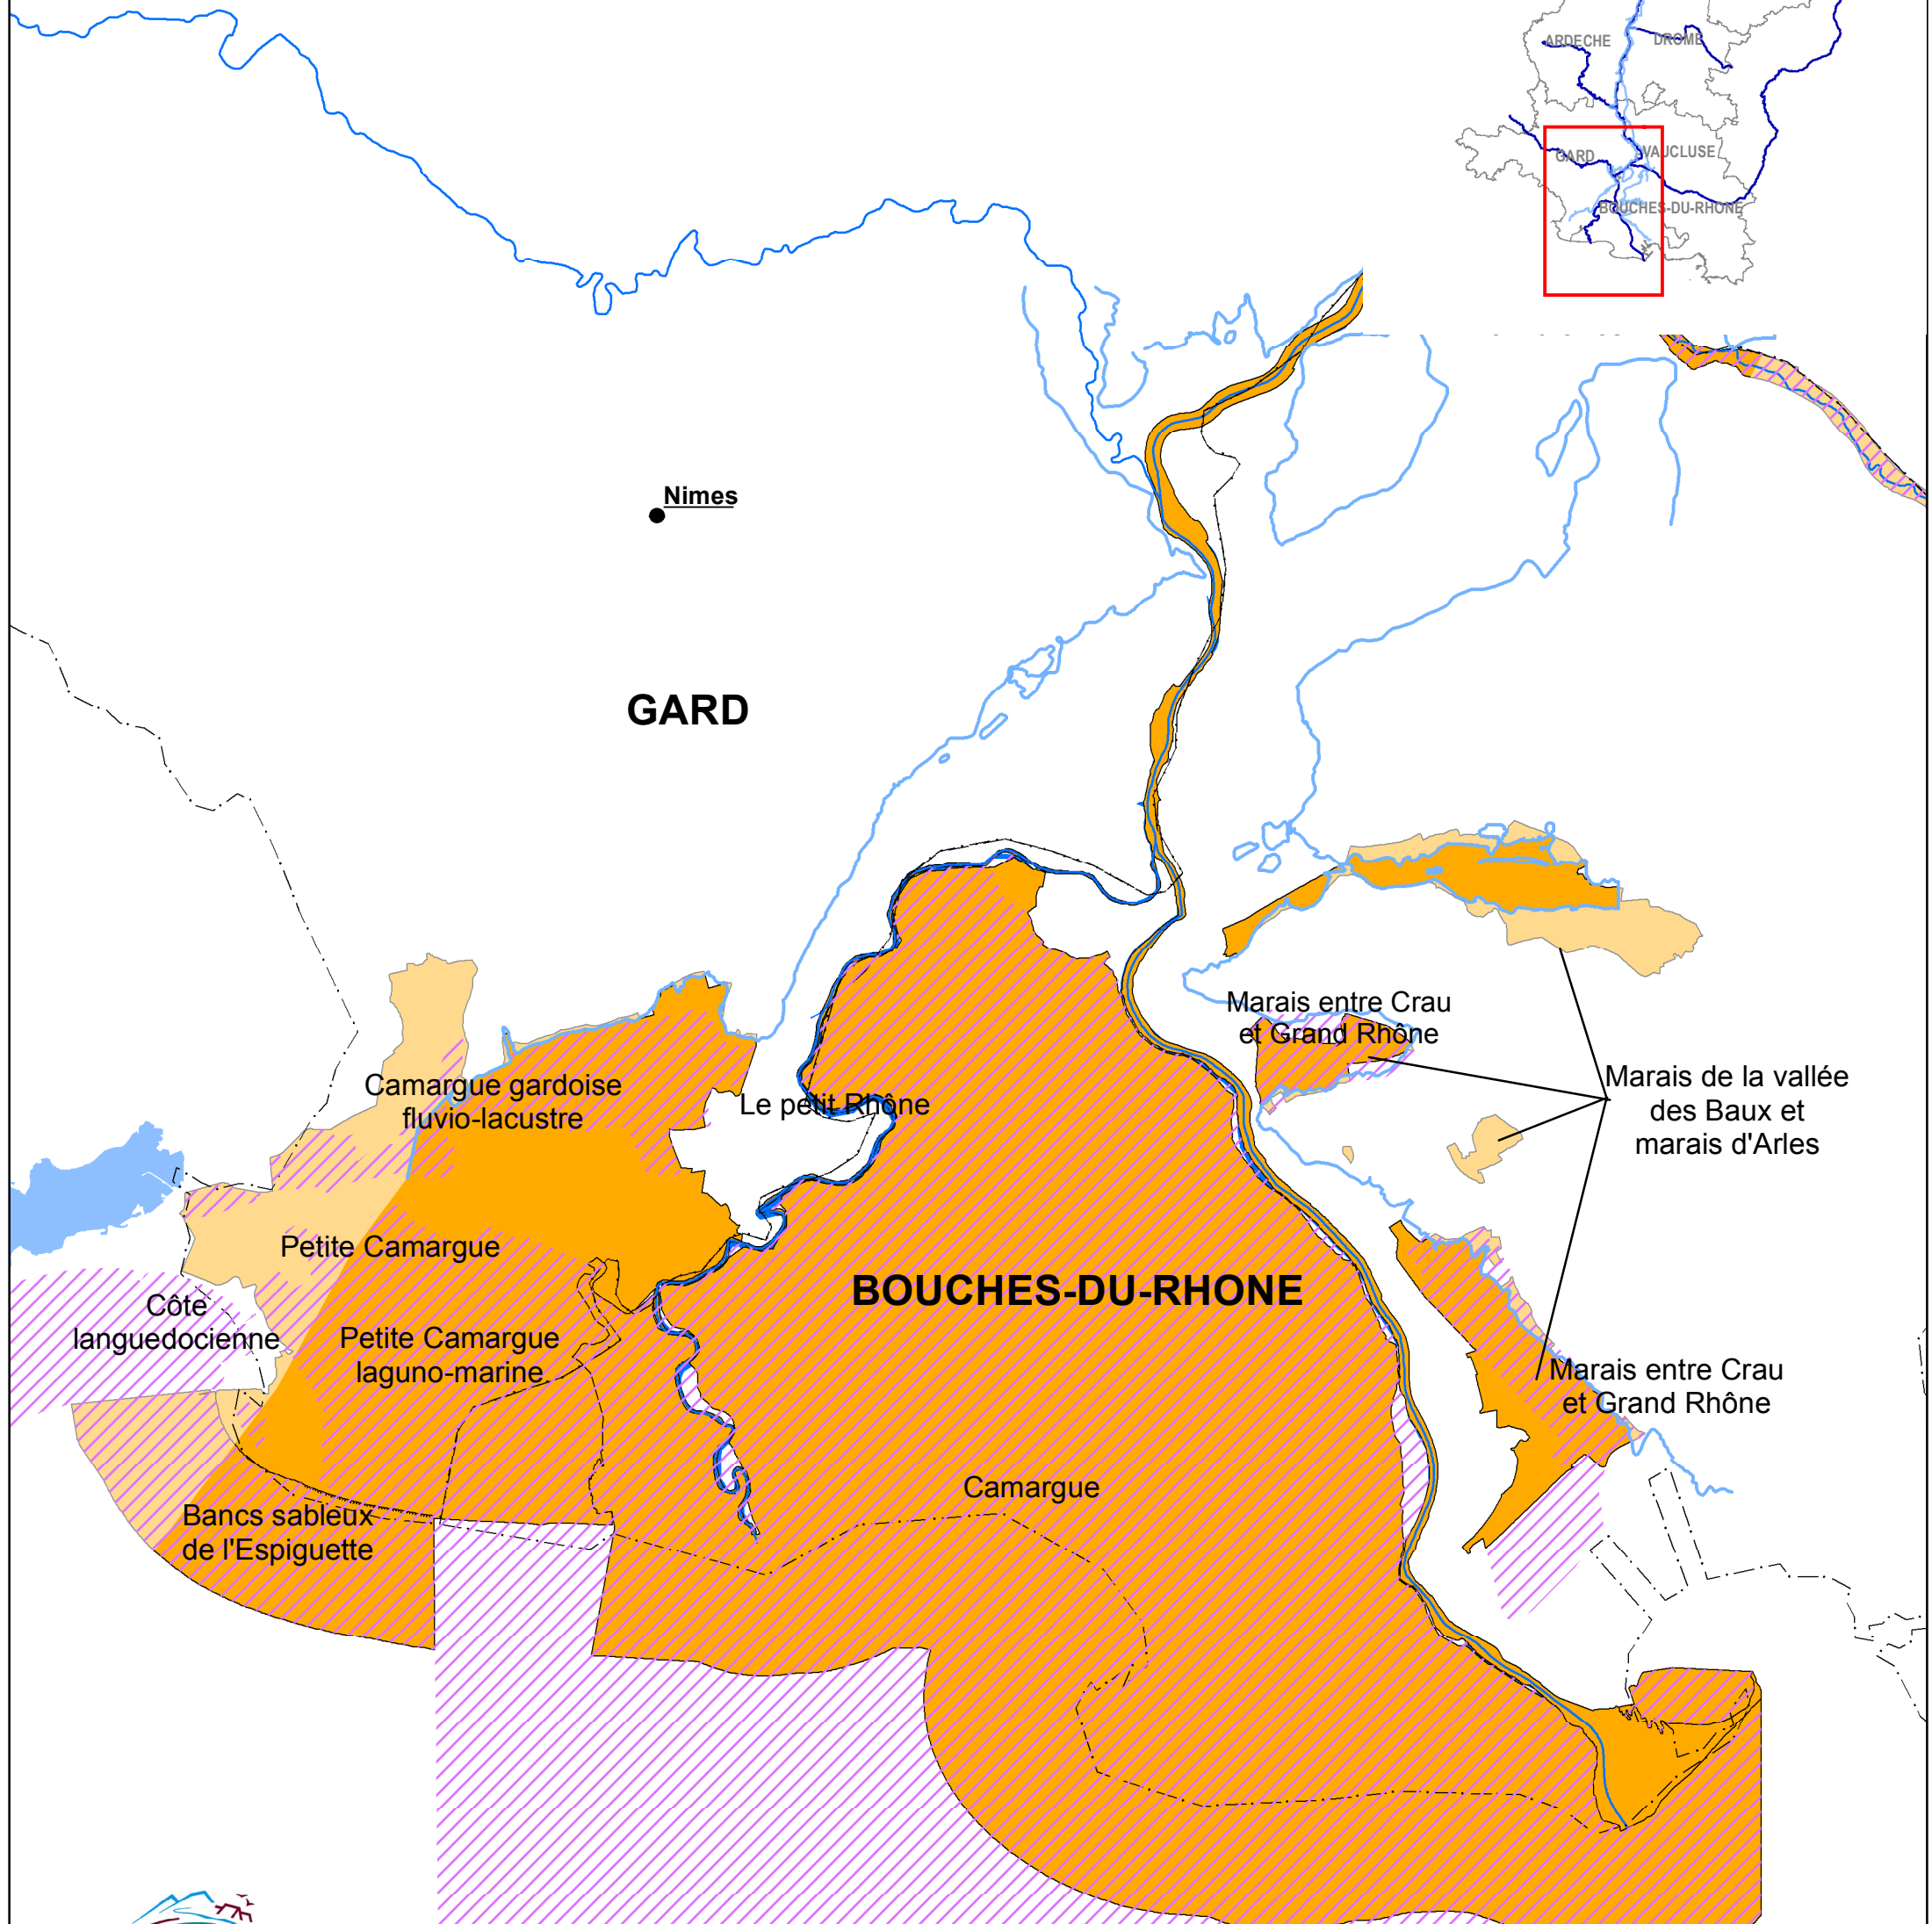 ARDECHE
DROME
GARD
VAUCLUSE
BOUCHES-DU-RHONE
Nimes
GARD
Marais entre Crau
et Grand Rhône
Camargue gardoise
fluvio-lacustre
Le petit Rhône
Marais de la vallée
des Baux et
marais d'Arles
Petite Camargue
BOUCHES-DU-RHONE
Côte
languedocienne
Petite Camargue
laguno-marine
Marais entre Crau
et Grand Rhône
Camargue
Bancs sableux
de l'Espiguette